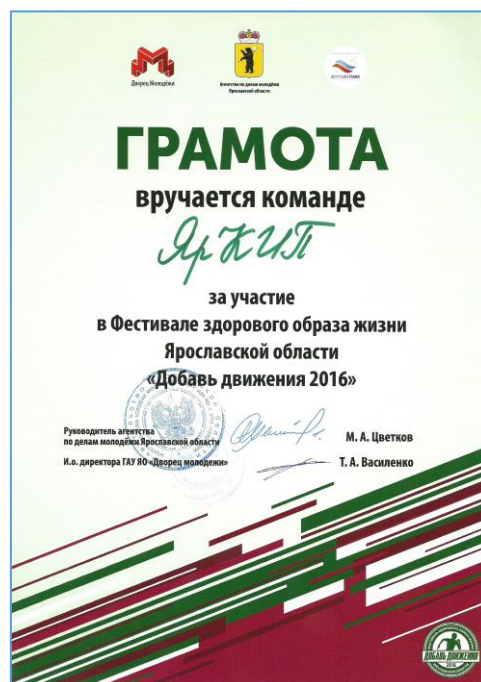 Дворец Молодёжи
Агентство по делам молодёжи
Ярославской области
ГРАМОТА
вручается команде
ЯрКИП
за участие
в Фестивале здорового образа жизни
Ярославской области
«Добавь движения 2016»
Руководитель агентства
по делам молодёжи Ярославской области
М. А. Цветков
И.о. директора ГАУ ЯО «Дворец молодежи»
Т. А. Василенко
ДОБАВЬ ДВИЖЕНИЯ
2016